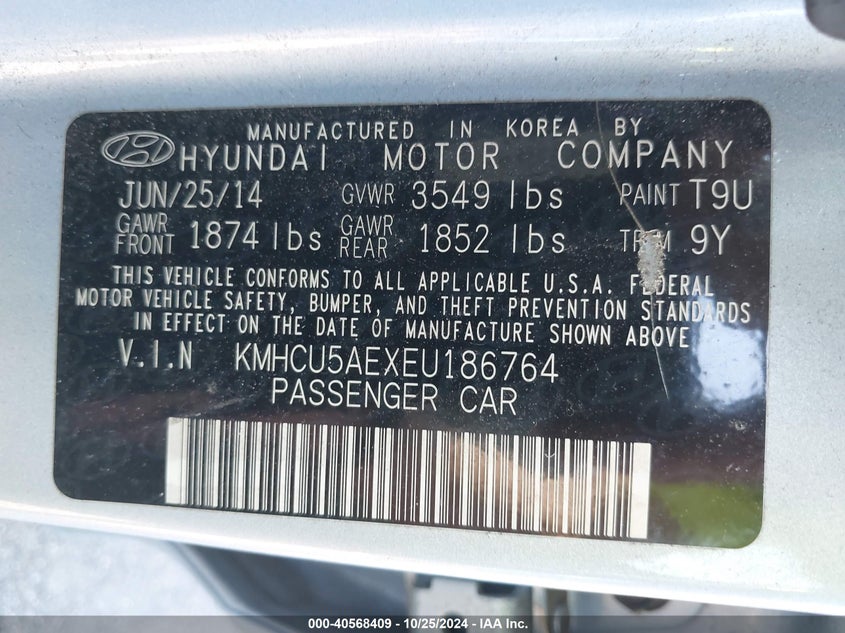 MANUFACTURED IN KOREA BY
HYUNDAI MOTOR COMPANY
JUN/25/14 GVWR 3549 lbs PAINT T9U
GAWR FRONT 1874 lbs GAWR REAR 1852 lbs TRIM 9Y
THIS VEHICLE CONFORMS TO ALL APPLICABLE U.S.A. FEDERAL
MOTOR VEHICLE SAFETY, BUMPER, AND THEFT PREVENTION STANDARDS
IN EFFECT ON THE DATE OF MANUFACTURE SHOWN ABOVE
V.I.N KMHCU5AEXEU186764
PASSENGER CAR
000-40568409 - 10/25/2024 - IAA Inc.